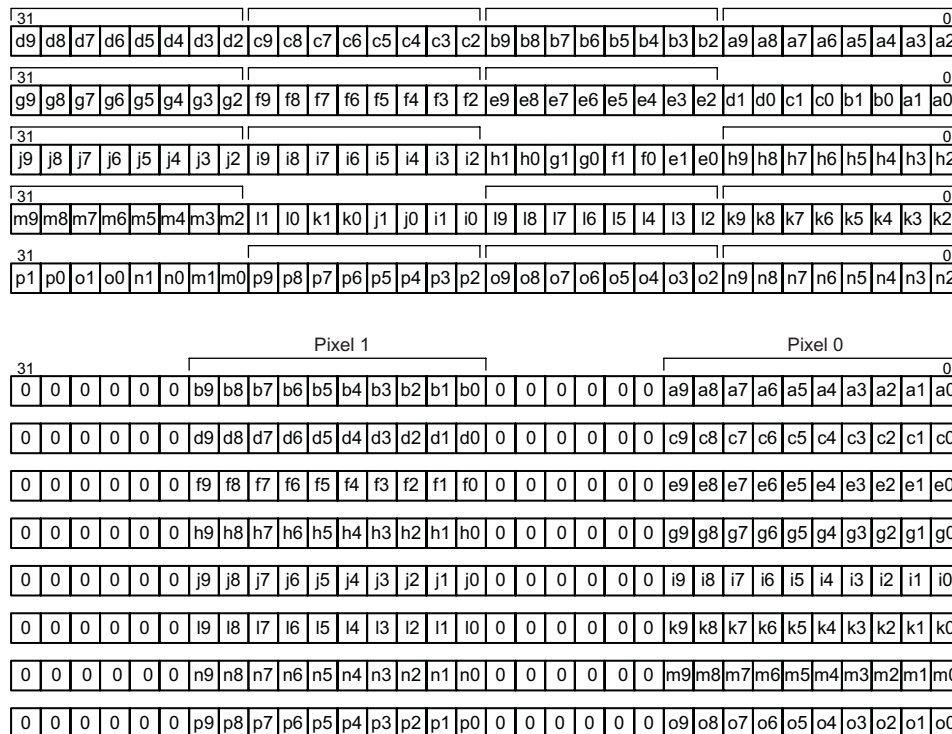 31 0
d9 d8 d7 d6 d5 d4 d3 d2 c9 c8 c7 c6 c5 c4 c3 c2 b9 b8 b7 b6 b5 b4 b3 b2 a9 a8 a7 a6 a5 a4 a3 a2
31 0
g9 g8 g7 g6 g5 g4 g3 g2 f9 f8 f7 f6 f5 f4 f3 f2 e9 e8 e7 e6 e5 e4 e3 e2 d1 d0 c1 c0 b1 b0 a1 a0
31 0
j9 j8 j7 j6 j5 j4 j3 j2 i9 i8 i7 i6 i5 i4 i3 i2 h1 h0 g1 g0 f1 f0 e1 e0 h9 h8 h7 h6 h5 h4 h3 h2
31 0
m9 m8 m7 m6 m5 m4 m3 m2 l1 l0 k1 k0 j1 j0 i1 i0 l9 l8 l7 l6 l5 l4 l3 l2 k9 k8 k7 k6 k5 k4 k3 k2
31 0
p1 p0 o1 o0 n1 n0 m1 m0 p9 p8 p7 p6 p5 p4 p3 p2 o9 o8 o7 o6 o5 o4 o3 o2 n9 n8 n7 n6 n5 n4 n3 n2
Pixel 1 Pixel 0
31 0
0 0 0 0 0 0 b9 b8 b7 b6 b5 b4 b3 b2 b1 b0 0 0 0 0 0 0 a9 a8 a7 a6 a5 a4 a3 a2 a1 a0
0 0 0 0 0 0 d9 d8 d7 d6 d5 d4 d3 d2 d1 d0 0 0 0 0 0 0 c9 c8 c7 c6 c5 c4 c3 c2 c1 c0
0 0 0 0 0 0 f9 f8 f7 f6 f5 f4 f3 f2 f1 f0 0 0 0 0 0 0 e9 e8 e7 e6 e5 e4 e3 e2 e1 e0
0 0 0 0 0 0 h9 h8 h7 h6 h5 h4 h3 h2 h1 h0 0 0 0 0 0 0 g9 g8 g7 g6 g5 g4 g3 g2 g1 g0
0 0 0 0 0 0 j9 j8 j7 j6 j5 j4 j3 j2 j1 j0 0 0 0 0 0 0 i9 i8 i7 i6 i5 i4 i3 i2 i1 i0
0 0 0 0 0 0 l9 l8 l7 l6 l5 l4 l3 l2 l1 l0 0 0 0 0 0 0 k9 k8 k7 k6 k5 k4 k3 k2 k1 k0
0 0 0 0 0 0 n9 n8 n7 n6 n5 n4 n3 n2 n1 n0 0 0 0 0 0 0 m9 m8 m7 m6 m5 m4 m3 m2 m1 m0
0 0 0 0 0 0 p9 p8 p7 p6 p5 p4 p3 p2 p1 p0 0 0 0 0 0 0 o9 o8 o7 o6 o5 o4 o3 o2 o1 o0